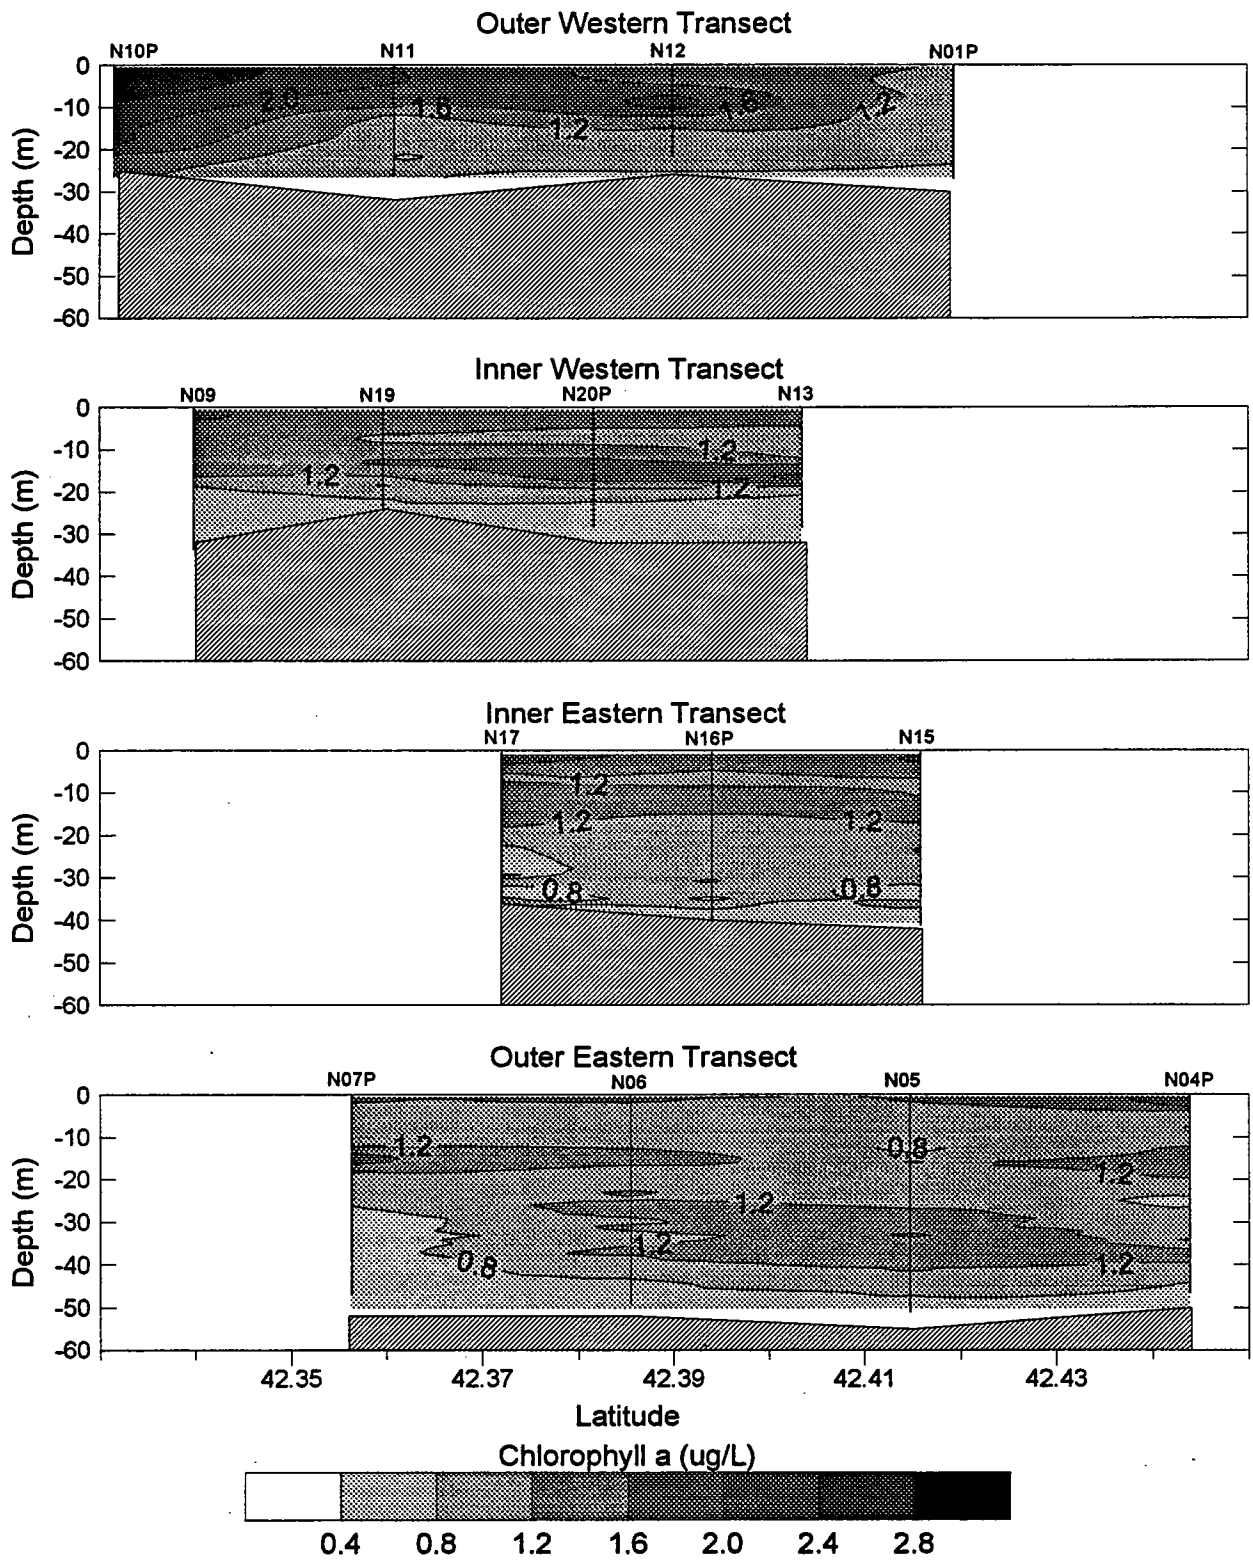 Outer Western Transect
N10P N11 N12 N01P
0
-10
-20
-30
-40
-50
-60
Depth (m)
2.0 1.6 1.2 1.6 1.2
Inner Western Transect
N09 N19 N20P N13
0
-10
-20
-30
-40
-50
-60
Depth (m)
1.2 1.2 1.2
Inner Eastern Transect
N17 N16P N15
0
-10
-20
-30
-40
-50
-60
Depth (m)
1.2
1.2 1.2
0.8 0.8
Outer Eastern Transect
N07P N06 N05 N04P
0
-10
-20
-30
-40
-50
-60
Depth (m)
1.2 0.8
1.2
1.2
1.2
0.8 1.2
42.35 42.37 42.39 42.41 42.43
Latitude
Chlorophyll a (ug/L)
0.4 0.8 1.2 1.6 2.0 2.4 2.8